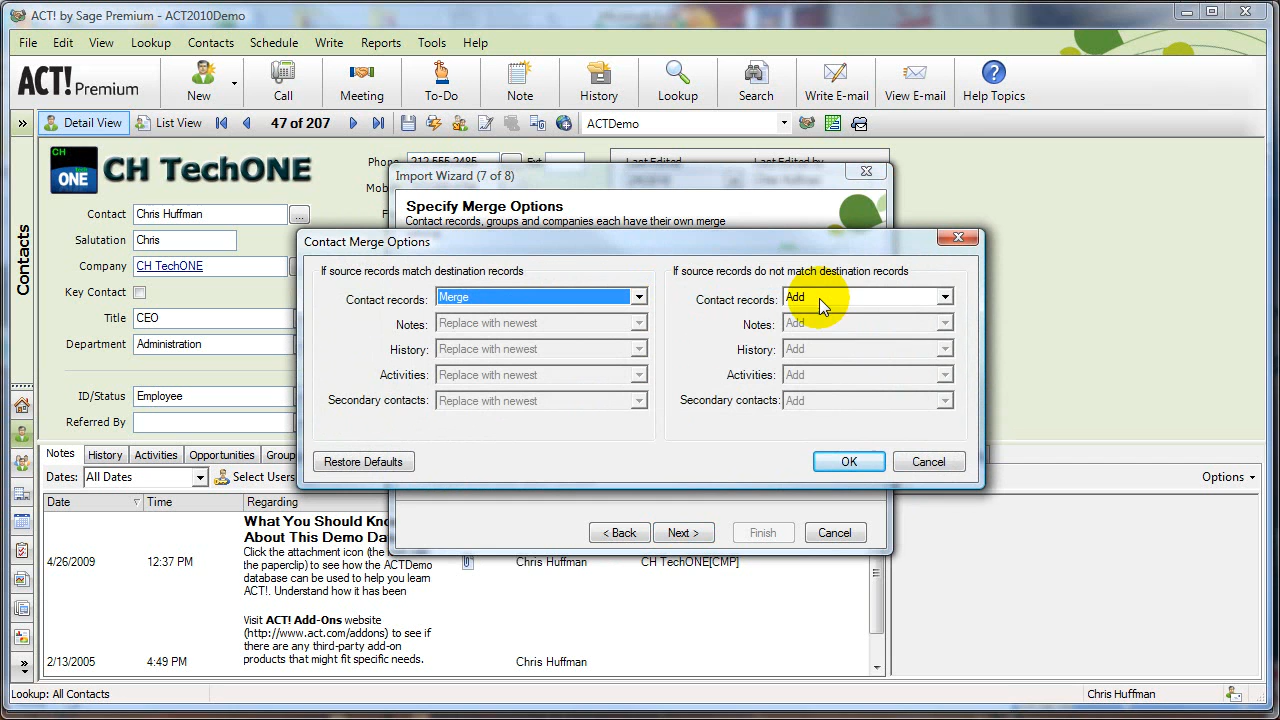 ACT! by Sage Premium - ACT2010Demo
File Edit View Lookup Contacts Schedule Write Reports Tools Help
ACT! Premium New Call Meeting To-Do Note History Lookup Search Write E-mail View E-mail Help Topics
» Detail View List View 47 of 207 ACTDemo
Contacts
CH
ONE
CH TechONE
Phone 212.555.2485 Ext Last Edited Last Edited by
Contact Chris Huffman
Salutation Chris
Company CH TechONE
Key Contact
Title CEO
Department Administration
ID/Status Employee
Referred By
Import Wizard (7 of 8)
Specify Merge Options
Contact records, groups and companies each have their own merge
Contact Merge Options
If source records match destination records
Contact records: Merge
Notes: Replace with newest
History: Replace with newest
Activities: Replace with newest
Secondary contacts: Replace with newest
If source records do not match destination records
Contact records: Add
Notes: Add
History: Add
Activities: Add
Secondary contacts: Add
Restore Defaults OK Cancel
< Back Next > Finish Cancel
Notes History Activities Opportunities
Dates: All Dates Select Users Options
Date Time Regarding
What You Should
About This Demo
4/26/2009 12:37 PM Click the attachment icon (the
the paperclip) to see how the ACTDemo
database can be used to help you learn
ACT!. Understand how it has been
Chris Huffman CH TechONE[CMP]
Visit ACT! Add-Ons website
(http://www.act.com/addons) to see if
there are any third-party add-on
products that might fit specific needs.
2/13/2005 4:49 PM Chris Huffman
Lookup: All Contacts Chris Huffman